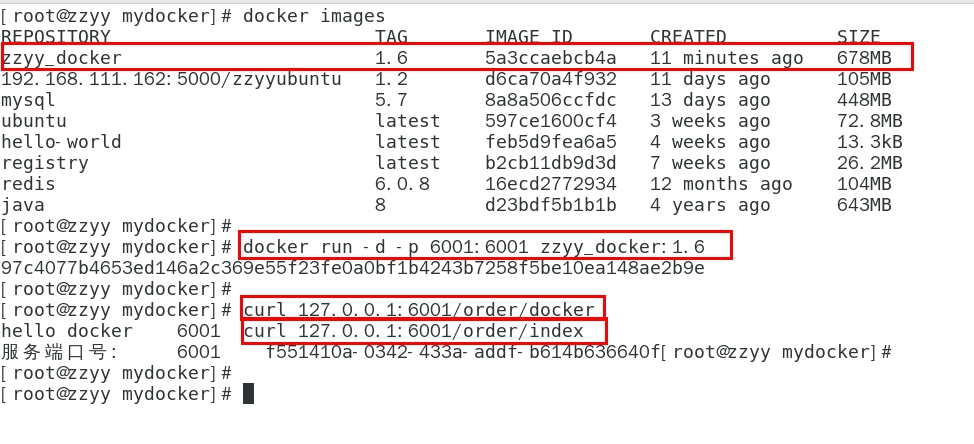 [root@zzyy mydocker]# docker images
REPOSITORY TAG IMAGE ID CREATED SIZE
zzyy_docker 1.6 5a3ccaebcb4a 11 minutes ago 678MB
192.168.111.162:5000/zzyyubuntu 1.2 d6ca70a4f932 11 days ago 105MB
mysql 5.7 8a8a506ccfdc 13 days ago 448MB
ubuntu latest 597ce1600cf4 3 weeks ago 72.8MB
hello-world latest feb5d9fea6a5 4 weeks ago 13.3kB
registry latest b2cb11db9d3d 7 weeks ago 26.2MB
redis 6.0.8 16ecd2772934 12 months ago 104MB
java 8 d23bdf5b1b1b 4 years ago 643MB
[root@zzyy mydocker]#
[root@zzyy mydocker]# docker run -d -p 6001:6001 zzyy_docker:1.6
97c4077b4653ed146a2c369e55f23fe0a0bf1b4243b7258f5be10ea148ae2b9e
[root@zzyy mydocker]#
[root@zzyy mydocker]# curl 127.0.0.1:6001/order/docker
hello docker 6001 curl 127.0.0.1:6001/order/index
服务端口号: 6001 f551410a-0342-433a-addf-b614b636640f[root@zzyy mydocker]#
[root@zzyy mydocker]#
[root@zzyy mydocker]#